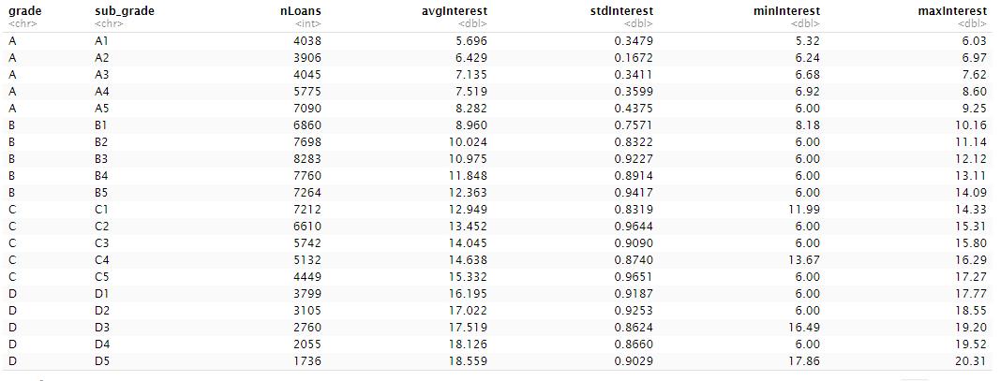 grade sub_grade nLoans avgInterest stdInterest minInterest maxInterest
<chr> <chr> <int> <dbl> <dbl> <dbl> <dbl>
A A1 4038 5.696 0.3479 5.32 6.03
A A2 3906 6.429 0.1672 6.24 6.97
A A3 4045 7.135 0.3411 6.68 7.62
A A4 5775 7.519 0.3599 6.92 8.60
A A5 7090 8.282 0.4375 6.00 9.25
B B1 6860 8.960 0.7571 8.18 10.16
B B2 7698 10.024 0.8322 6.00 11.14
B B3 8283 10.975 0.9227 6.00 12.12
B B4 7760 11.848 0.8914 6.00 13.11
B B5 7264 12.363 0.9417 6.00 14.09
C C1 7212 12.949 0.8319 11.99 14.33
C C2 6610 13.452 0.9644 6.00 15.31
C C3 5742 14.045 0.9090 6.00 15.80
C C4 5132 14.638 0.8740 13.67 16.29
C C5 4449 15.332 0.9651 6.00 17.27
D D1 3799 16.195 0.9187 6.00 17.77
D D2 3105 17.022 0.9253 6.00 18.55
D D3 2760 17.519 0.8624 16.49 19.20
D D4 2055 18.126 0.8660 6.00 19.52
D D5 1736 18.559 0.9029 17.86 20.31